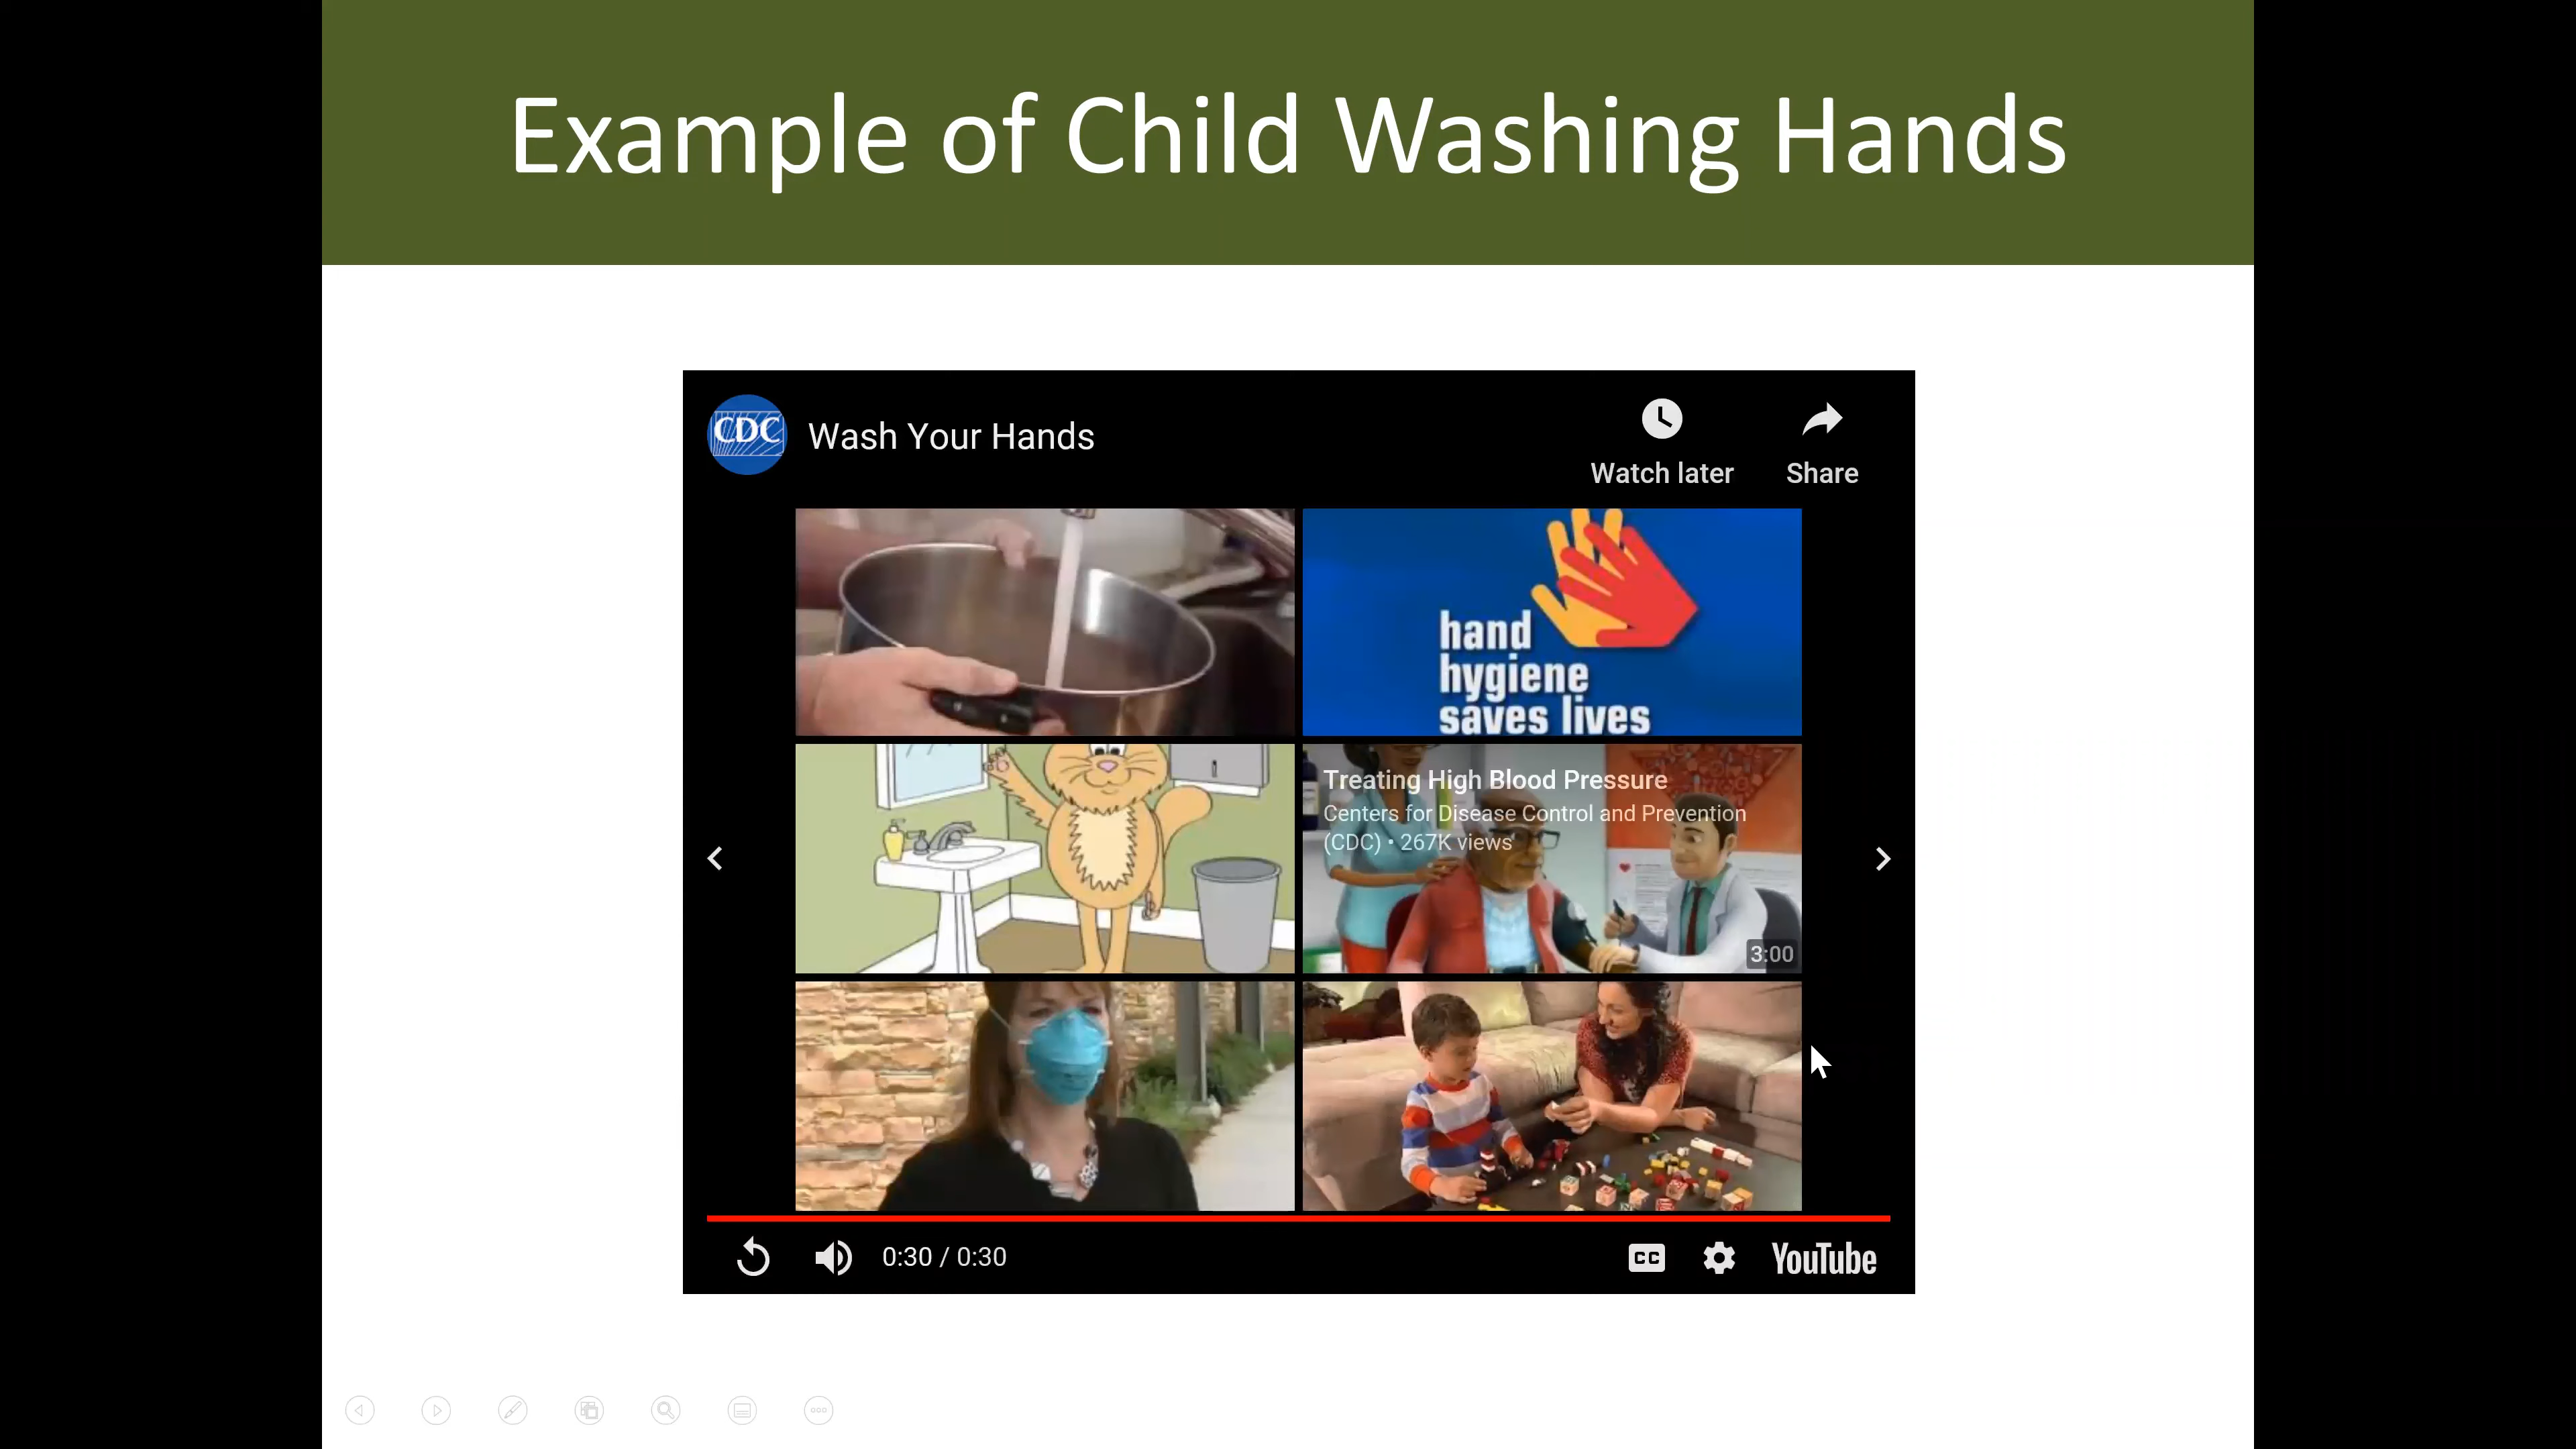 Example of Child Washing Hands
CDC
Wash Your Hands
Watch later
Share
hand
hygiene
saves lives
Treating High Blood Pressure
Centers for Disease Control and Prevention
(CDC) • 267K views
3:00
0:30 / 0:30
CC
YouTube